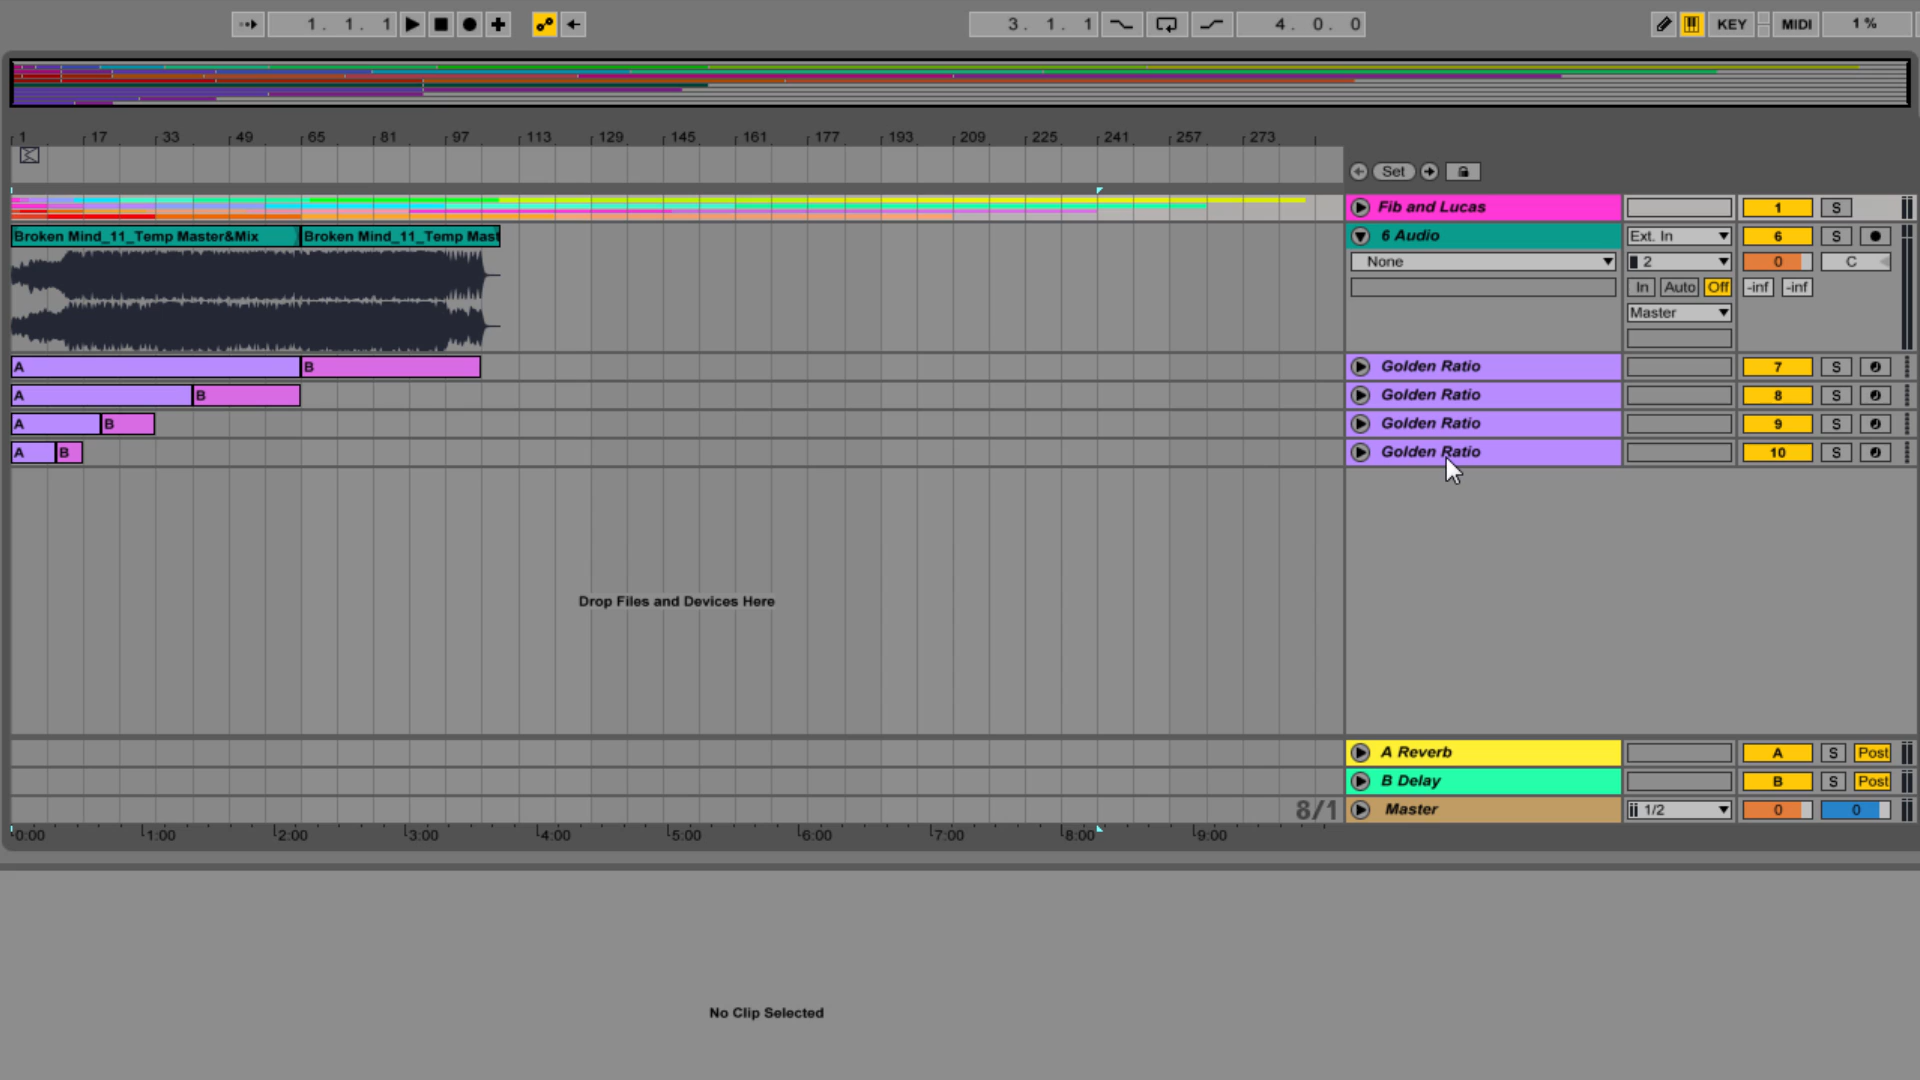 1. 1. 1
3. 1. 1
4. 0. 0
KEY
MIDI
1 %
1 17 33 49 65 81 97 113 129 145 161 177 193 209 225 241 257 273
Set
Fib and Lucas
1 S
Broken Mind_11_Temp Master&Mix
Broken Mind_11_Temp Mast
6 Audio
Ext. In
6 S
None
2
0 C
In Auto Off
-inf -inf
Master
A B
Golden Ratio
7 S
A B
Golden Ratio
8 S
A B
Golden Ratio
9 S
A B
Golden Ratio
10 S
Drop Files and Devices Here
A Reverb
A S Post
B Delay
B S Post
8/1
Master
1/2
0 0
0:00 1:00 2:00 3:00 4:00 5:00 6:00 7:00 8:00 9:00
No Clip Selected